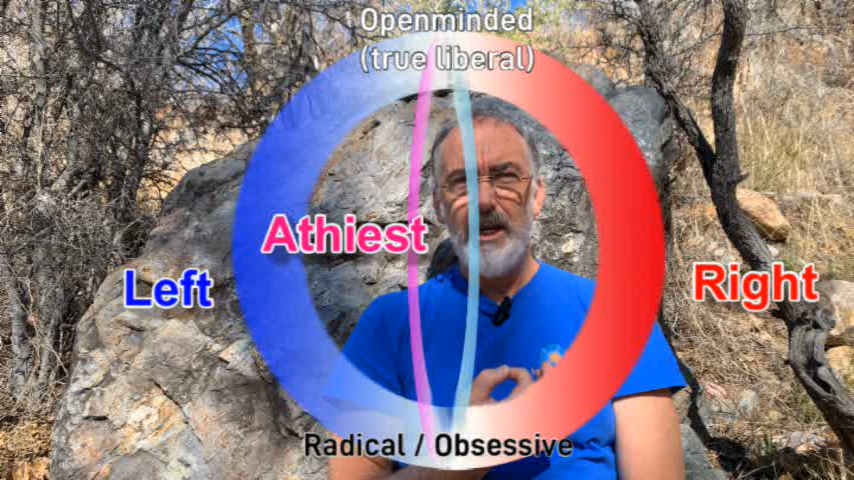 Openminded
(true liberal)
Athiest
Left
Right
Radical / Obsessive